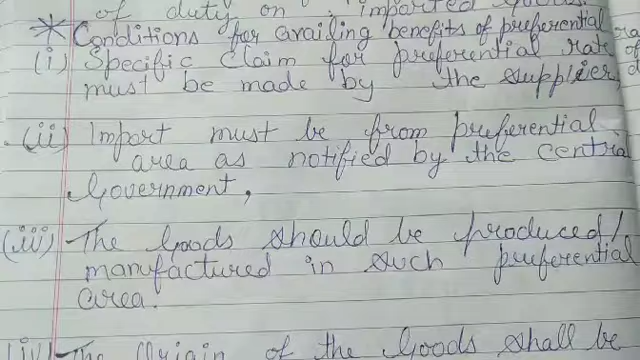 of duty on imported
* Conditions for availing benefits of preferential
(i) Specific Claim for preferential rate
must be made by the supplier,
(ii) Import must be from preferential
area as notified by the central
Government,
(iii) The Goods should be produced/
manufactured in such preferential
area.
(iv) The Origin of the Goods shall be